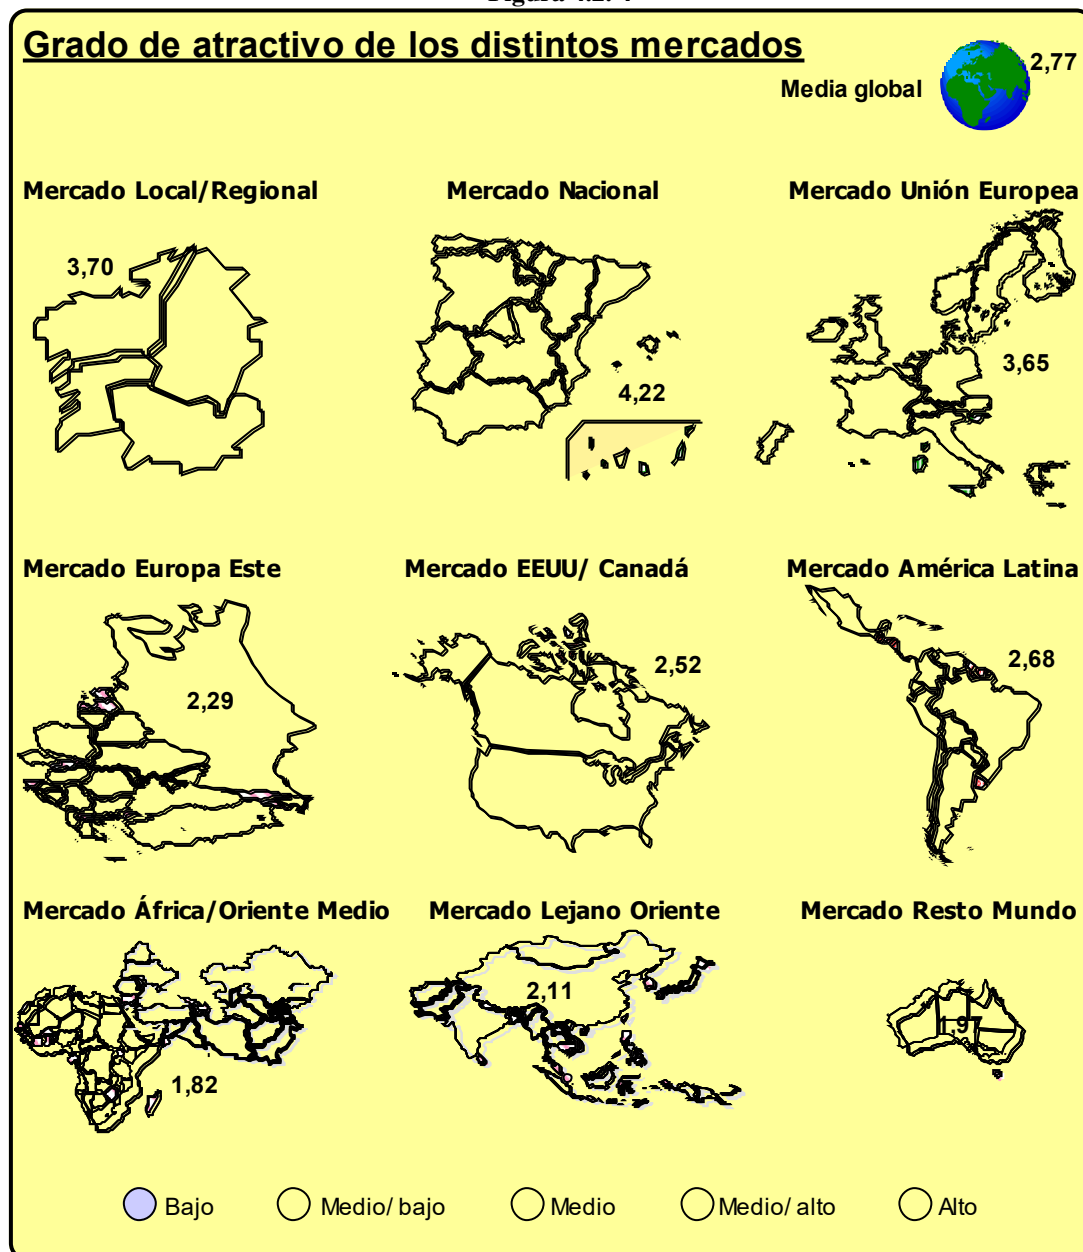 Grado de atractivo de los distintos mercados
2,77
Media global
Mercado Local/Regional
Mercado Nacional
Mercado Unión Europea
3,70
4,22
3,65
Mercado Europa Este
Mercado EEUU/ Canadá
Mercado América Latina
2,29
2,52
2,68
Mercado África/Oriente Medio
Mercado Lejano Oriente
Mercado Resto Mundo
1,82
2,11
1,97
Bajo
Medio/ bajo
Medio
Medio/ alto
Alto